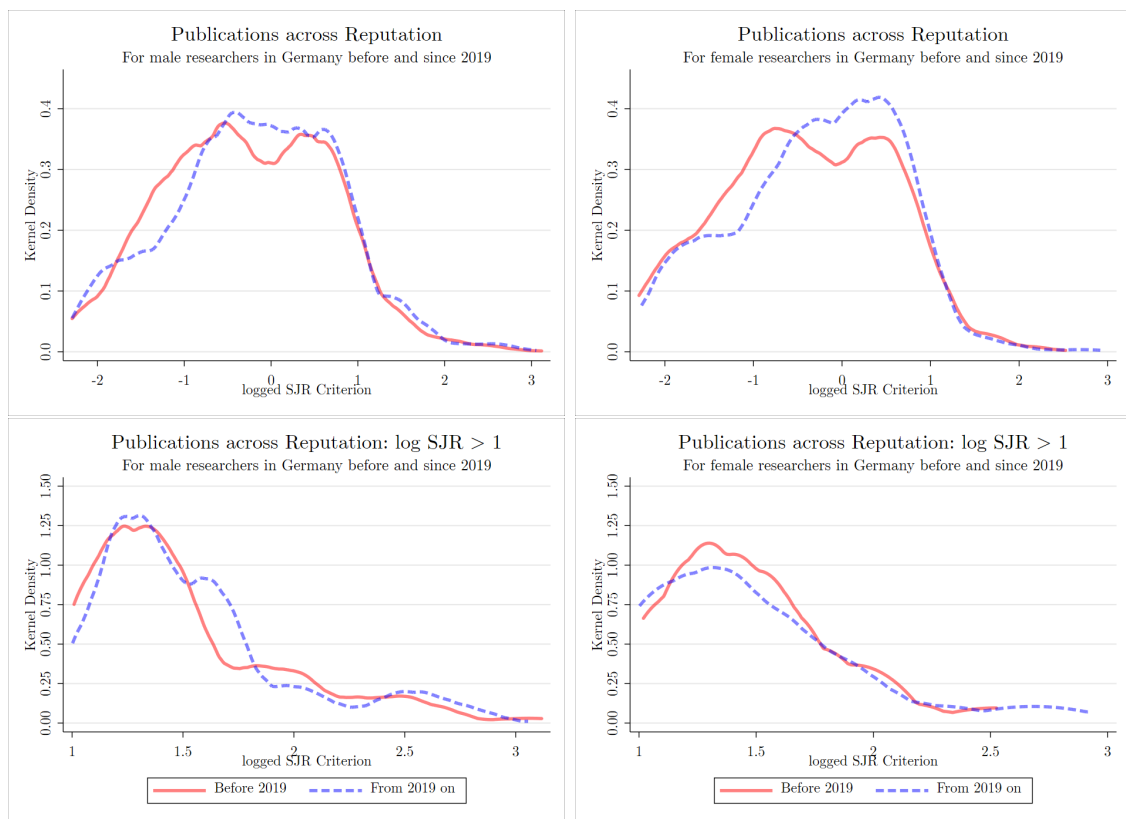 Publications across Reputation
For male researchers in Germany before and since 2019
Kernel Density
0.4
0.3
0.2
0.1
0.0
-2 -1 0 1 2 3
logged SJR Criterion
Publications across Reputation
For female researchers in Germany before and since 2019
Kernel Density
0.4
0.3
0.2
0.1
0.0
-2 -1 0 1 2 3
logged SJR Criterion
Publications across Reputation: log SJR > 1
For male researchers in Germany before and since 2019
Kernel Density
1.50
1.25
1.00
0.75
0.50
0.25
0.00
1 1.5 2 2.5 3
logged SJR Criterion
Publications across Reputation: log SJR > 1
For female researchers in Germany before and since 2019
Kernel Density
1.50
1.25
1.00
0.75
0.50
0.25
0.00
1 1.5 2 2.5 3
logged SJR Criterion
Before 2019 From 2019 on
Before 2019 From 2019 on